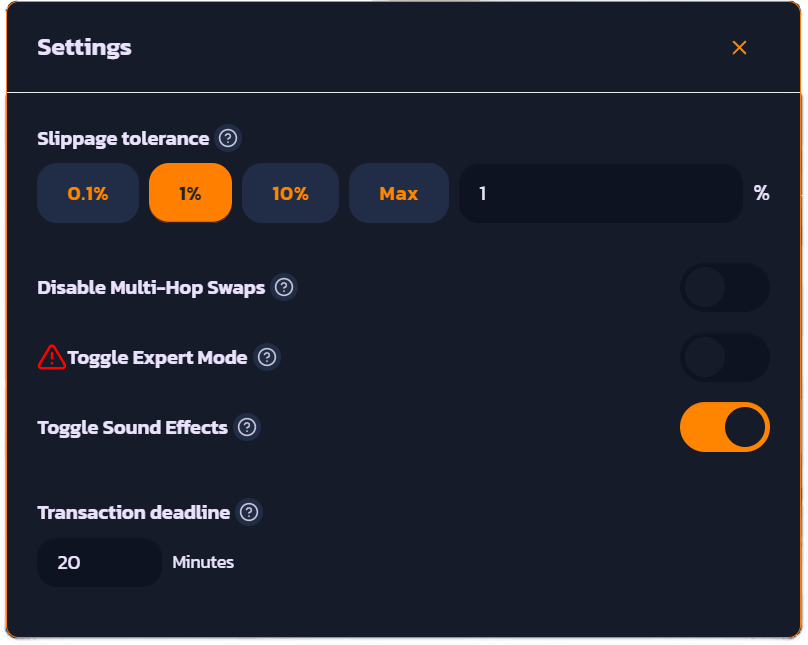 Settings
Slippage tolerance ?
0.1% 1% 10% Max 1 %
Disable Multi-Hop Swaps ?
Toggle Expert Mode ?
Toggle Sound Effects ?
Transaction deadline ?
20 Minutes